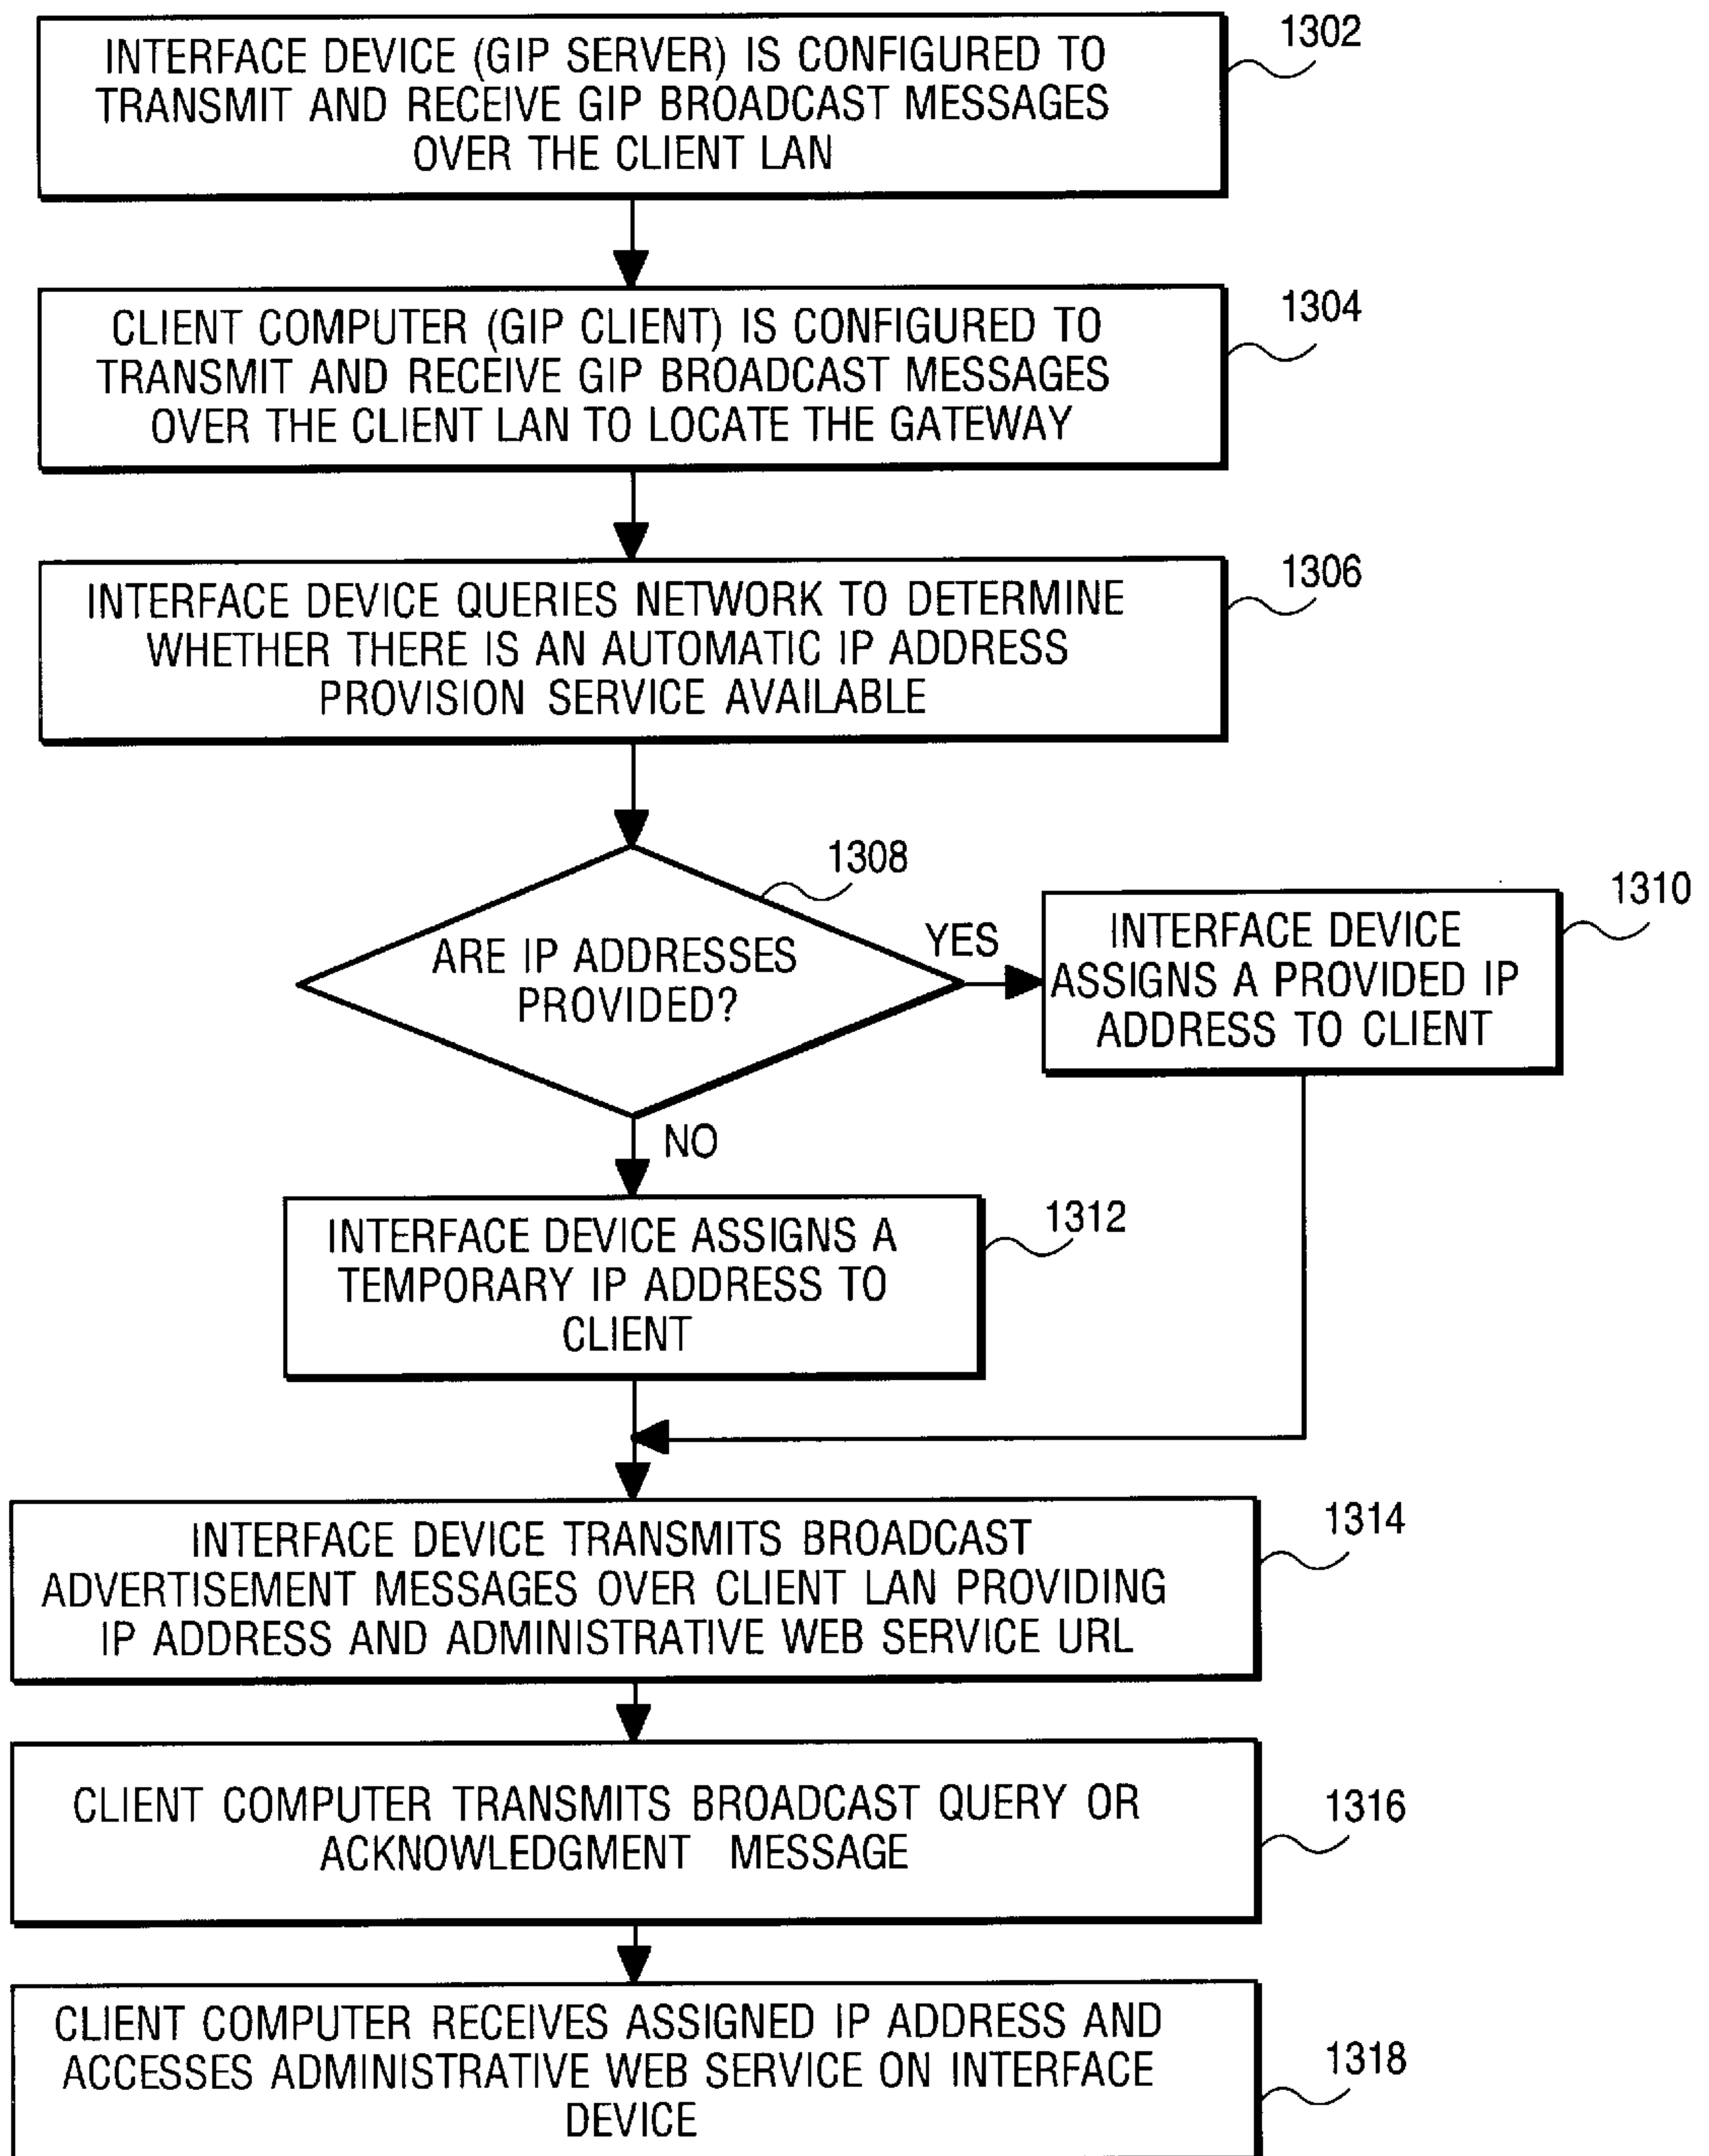 INTERFACE DEVICE (GIP SERVER) IS CONFIGURED TO
TRANSMIT AND RECEIVE GIP BROADCAST MESSAGES
OVER THE CLIENT LAN
1302
CLIENT COMPUTER (GIP CLIENT) IS CONFIGURED TO
TRANSMIT AND RECEIVE GIP BROADCAST MESSAGES
OVER THE CLIENT LAN TO LOCATE THE GATEWAY
1304
INTERFACE DEVICE QUERIES NETWORK TO DETERMINE
WHETHER THERE IS AN AUTOMATIC IP ADDRESS
PROVISION SERVICE AVAILABLE
1306
1308
ARE IP ADDRESSES
PROVIDED?
YES
1310
INTERFACE DEVICE
ASSIGNS A PROVIDED IP
ADDRESS TO CLIENT
NO
INTERFACE DEVICE ASSIGNS A
TEMPORARY IP ADDRESS TO
CLIENT
1312
INTERFACE DEVICE TRANSMITS BROADCAST
ADVERTISEMENT MESSAGES OVER CLIENT LAN PROVIDING
IP ADDRESS AND ADMINISTRATIVE WEB SERVICE URL
1314
CLIENT COMPUTER TRANSMITS BROADCAST QUERY OR
ACKNOWLEDGMENT MESSAGE
1316
CLIENT COMPUTER RECEIVES ASSIGNED IP ADDRESS AND
ACCESSES ADMINISTRATIVE WEB SERVICE ON INTERFACE
DEVICE
1318